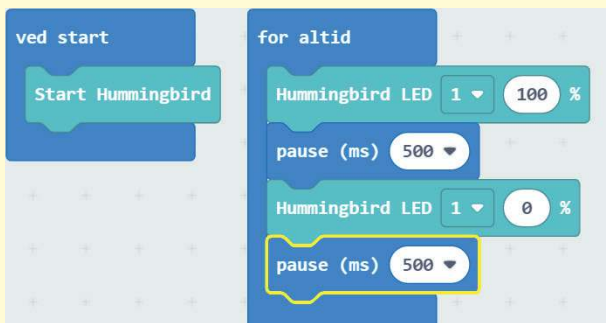 ved start
Start Hummingbird
for altid
Hummingbird LED 1 100 %
pause (ms) 500
Hummingbird LED 1 0 %
pause (ms) 500